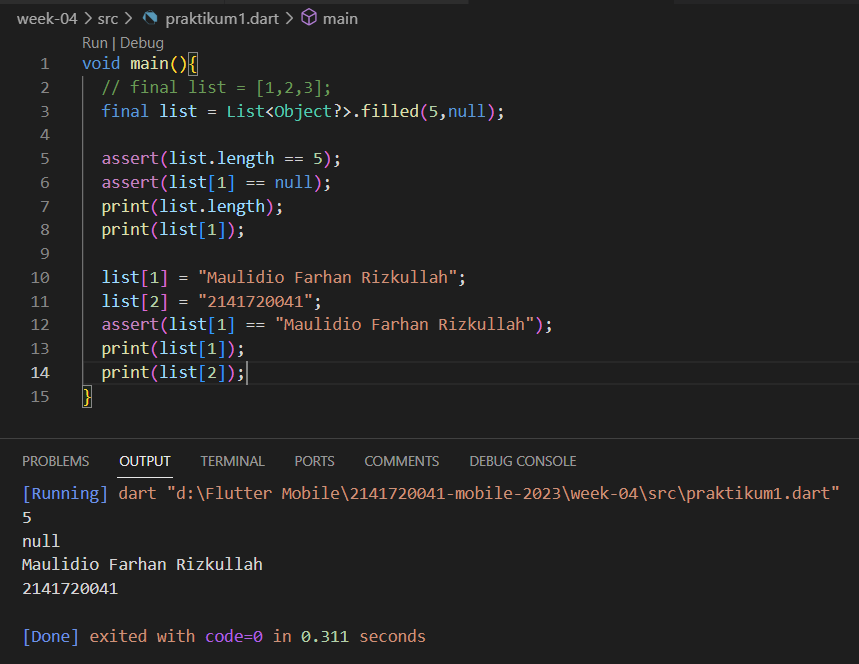 week-04 > src > praktikum1.dart > main
Run | Debug
1 void main(){
2   // final list = [1,2,3];
3   final list = List<Object?>.filled(5,null);
4
5   assert(list.length == 5);
6   assert(list[1] == null);
7   print(list.length);
8   print(list[1]);
9
10   list[1] = "Maulidio Farhan Rizkullah";
11   list[2] = "2141720041";
12   assert(list[1] == "Maulidio Farhan Rizkullah");
13   print(list[1]);
14   print(list[2]);
15 }
PROBLEMS OUTPUT TERMINAL PORTS COMMENTS DEBUG CONSOLE
[Running] dart "d:\Flutter Mobile\2141720041-mobile-2023\week-04\src\praktikum1.dart"
5
null
Maulidio Farhan Rizkullah
2141720041
[Done] exited with code=0 in 0.311 seconds